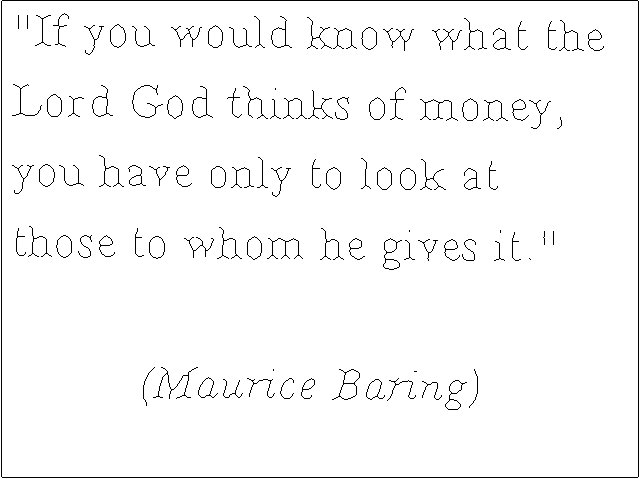 "If you would know what the
Lord God thinks of money,
you have only to look at
those to whom he gives it."
(Maurice Baring)